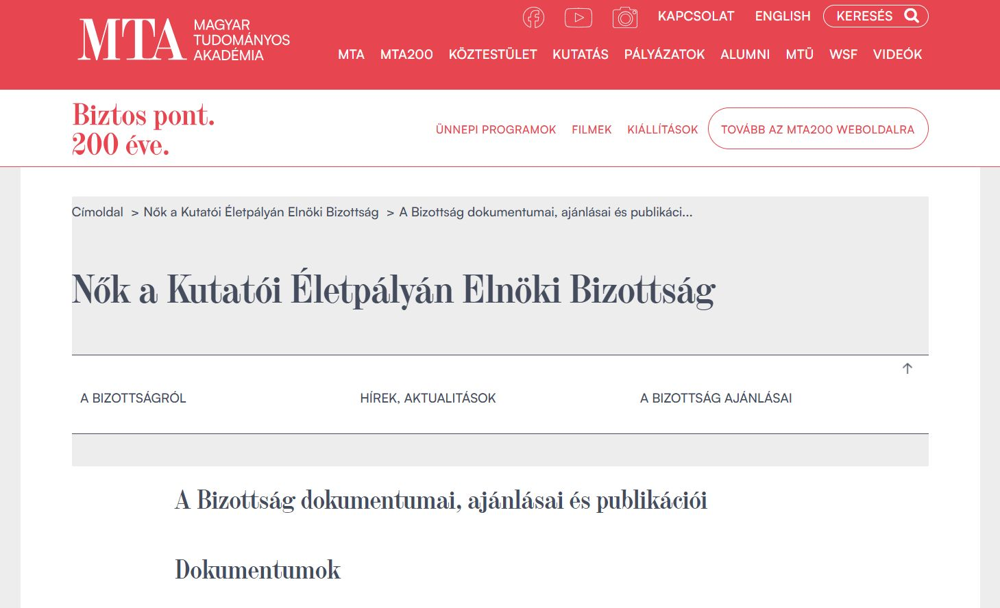 MTA MAGYAR
TUDOMÁNYOS
AKADÉMIA
KAPCSOLAT ENGLISH KERESÉS
MTA MTA200 KÖZTESTÜLET KUTATÁS PÁLYÁZATOK ALUMNI MTÜ WSF VIDEÓK
Biztos pont.
200 éve.
ÜNNEPI PROGRAMOK FILMEK KIÁLLÍTÁSOK TOVÁBB AZ MTA200 WEBOLDALRA
Címoldal > Nők a Kutatói Életpályán Elnöki Bizottság > A Bizottság dokumentumai, ajánlásai és publikáci...
Nők a Kutatói Életpályán Elnöki Bizottság
A BIZOTTSÁGRÓL HÍREK, AKTUALITÁSOK A BIZOTTSÁG AJÁNLÁSAI
A Bizottság dokumentumai, ajánlásai és publikációi
Dokumentumok